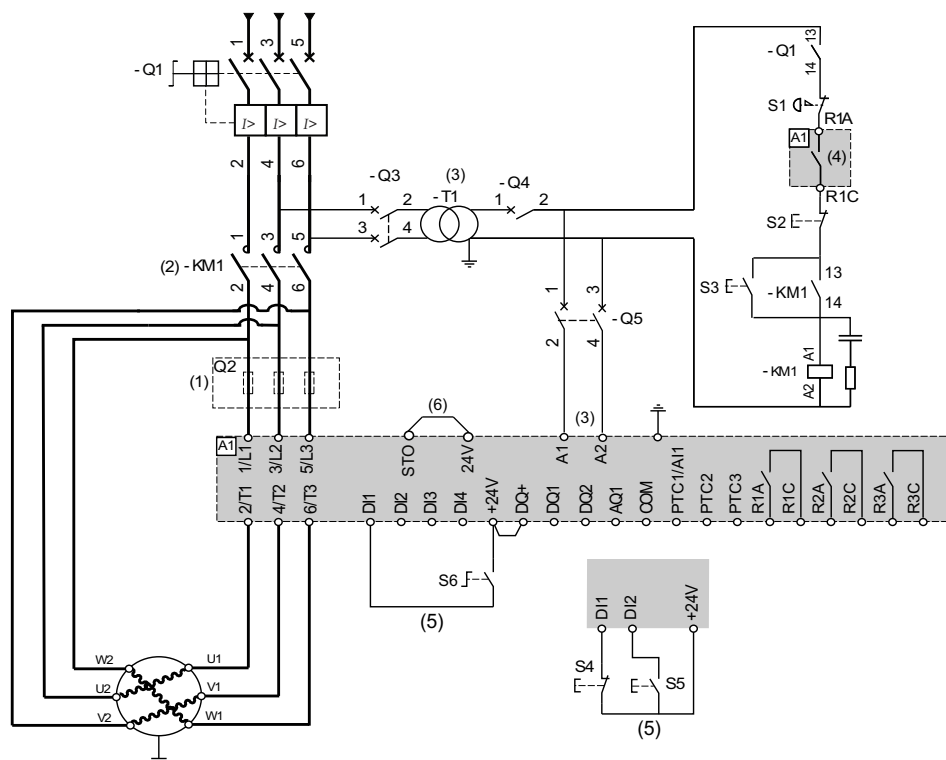 1 3 5
-Q1
I> I> I>
2 4 6
13
-Q1
14
S1
R1A
A1
(4)
R1C
S2
-Q3
(3)
-T1
-Q4
1 2
1 2
3 4
1 3 5
(2) -KM1
2 4 6
S3
13
-KM1
14
1 3
-Q5
2 4
A1
-KM1
A2
Q2
(1)
(6)
(3)
A1
1/L1 3/L2 5/L3 STO 24V A1 A2
2/T1 4/T2 6/T3 DI1 DI2 DI3 DI4 +24V DQ+ DQ1 DQ2 AQ1 COM PTC1/AI1 PTC2 PTC3 R1A R1C R2A R2C R3A R3C
S6
(5)
DI1 DI2 +24V
S4
S5
(5)
W2 U1
U2 V1
V2 W1